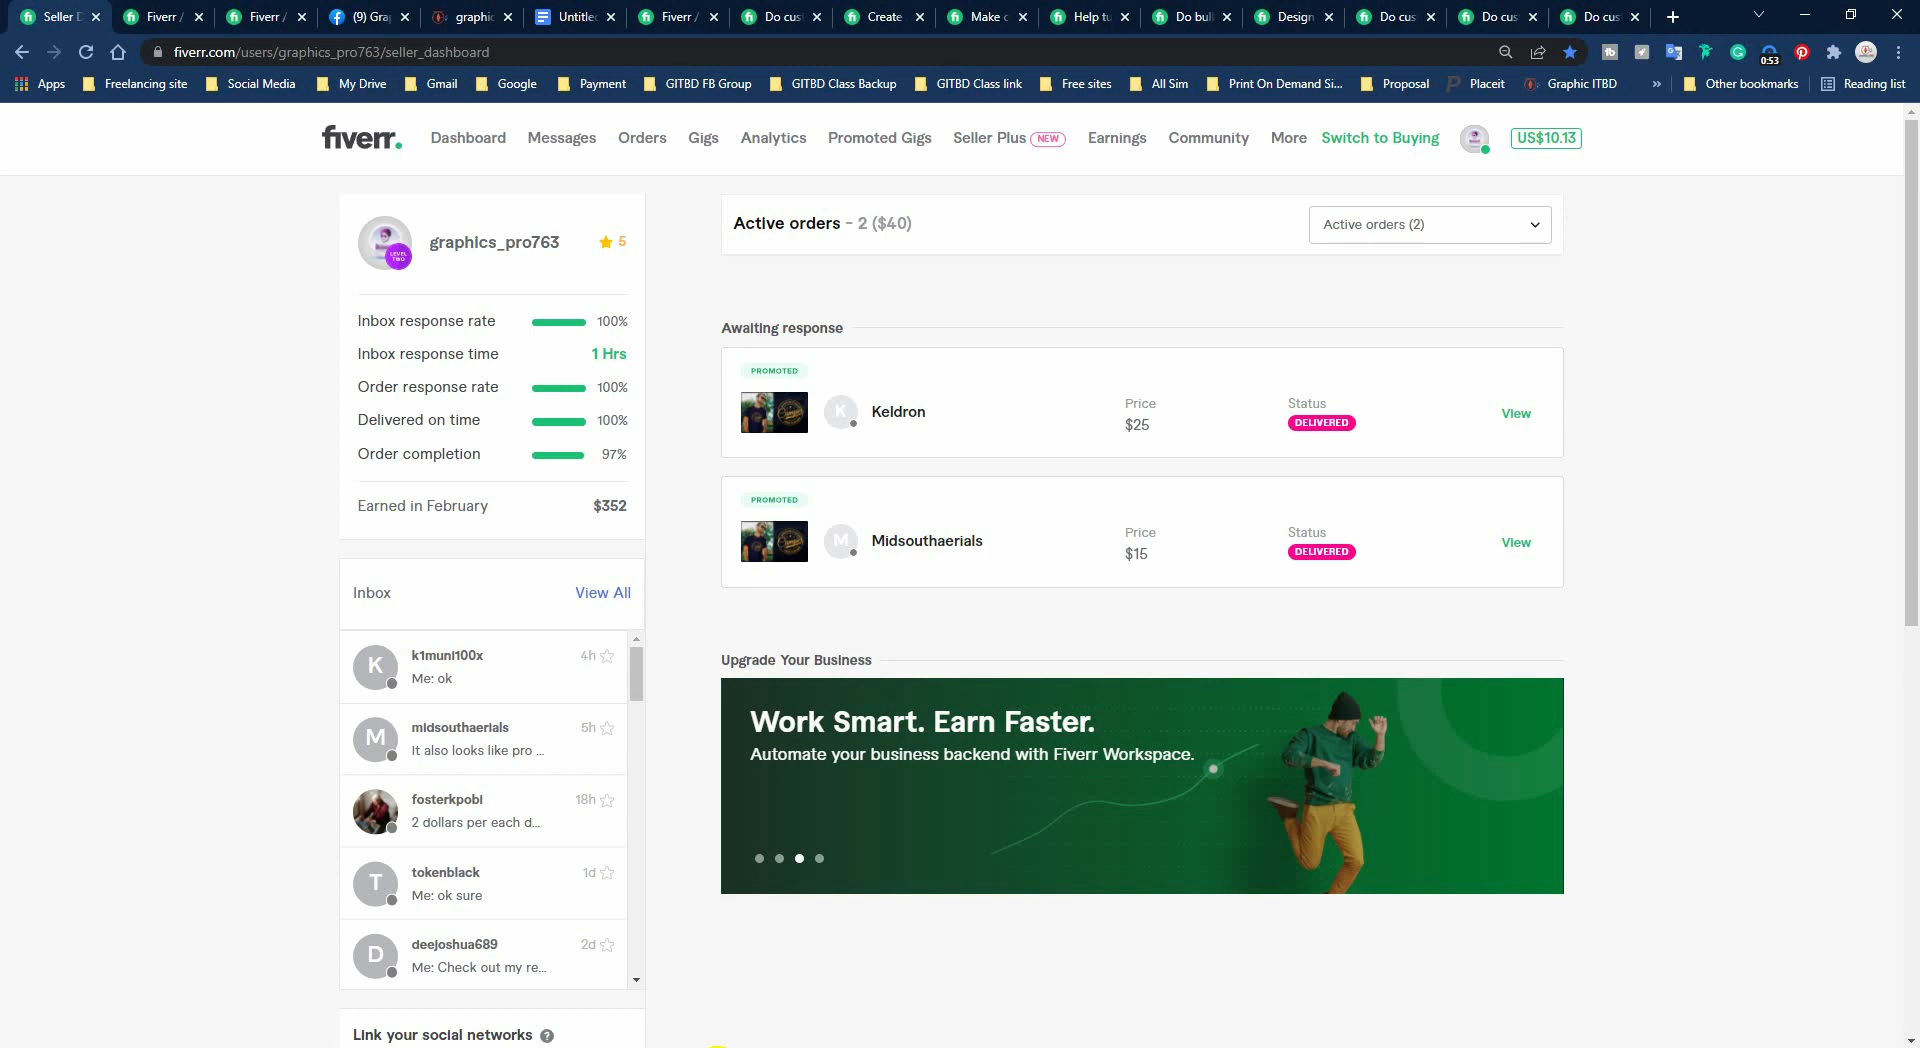 Seller D
Fiverr /
Fiverr /
(9) Gra
graphic
Untitle
Fiverr /
Do cus
Create
Make c
Help tu
Do bul
Design
Do cus
Do cus
Do cus
fiverr.com/users/graphics_pro763/seller_dashboard
0:53
Apps
Freelancing site
Social Media
My Drive
Gmail
Google
Payment
GITBD FB Group
GITBD Class Backup
GITBD Class link
Free sites
All Sim
Print On Demand Si...
Proposal
Placeit
Graphic ITBD
»
Other bookmarks
Reading list
fiverr.
Dashboard
Messages
Orders
Gigs
Analytics
Promoted Gigs
Seller Plus NEW
Earnings
Community
More
Switch to Buying
US$10.13
LEVEL TWO
graphics_pro763
5
Inbox response rate 100%
Inbox response time 1 Hrs
Order response rate 100%
Delivered on time 100%
Order completion 97%
Earned in February $352
Inbox View All
K
k1muni100x 4h
Me: ok
M
midsouthaerials 5h
It also looks like pro ...
fosterkpobi 18h
2 dollars per each d...
T
tokenblack 1d
Me: ok sure
D
deejoshua689 2d
Me: Check out my re...
Link your social networks ?
Active orders - 2 ($40)
Active orders (2)
Awaiting response
PROMOTED
K
Keldron
Price
$25
Status
DELIVERED
View
PROMOTED
M
Midsouthaerials
Price
$15
Status
DELIVERED
View
Upgrade Your Business
Work Smart. Earn Faster.
Automate your business backend with Fiverr Workspace.